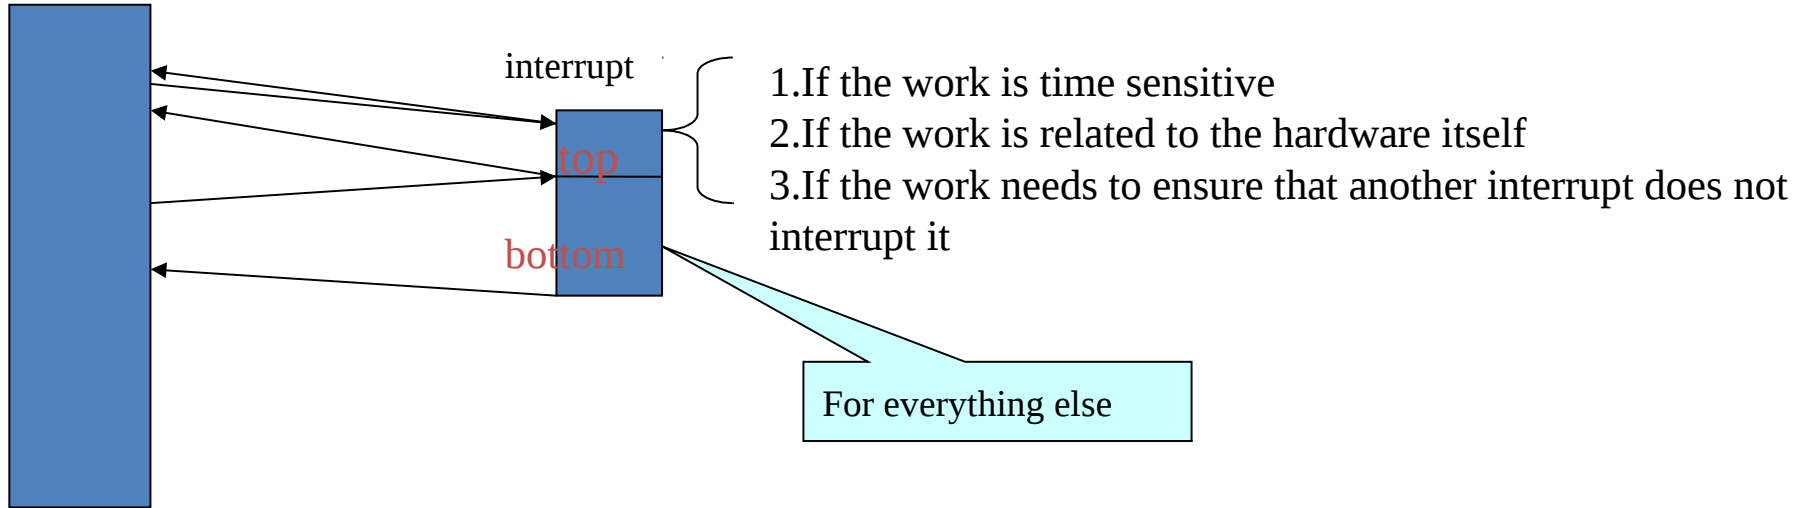 interrupt
1.If the work is time sensitive
2.If the work is related to the hardware itself
top
3.If the work needs to ensure that another interrupt does not
interrupt it
bottom
For everything else